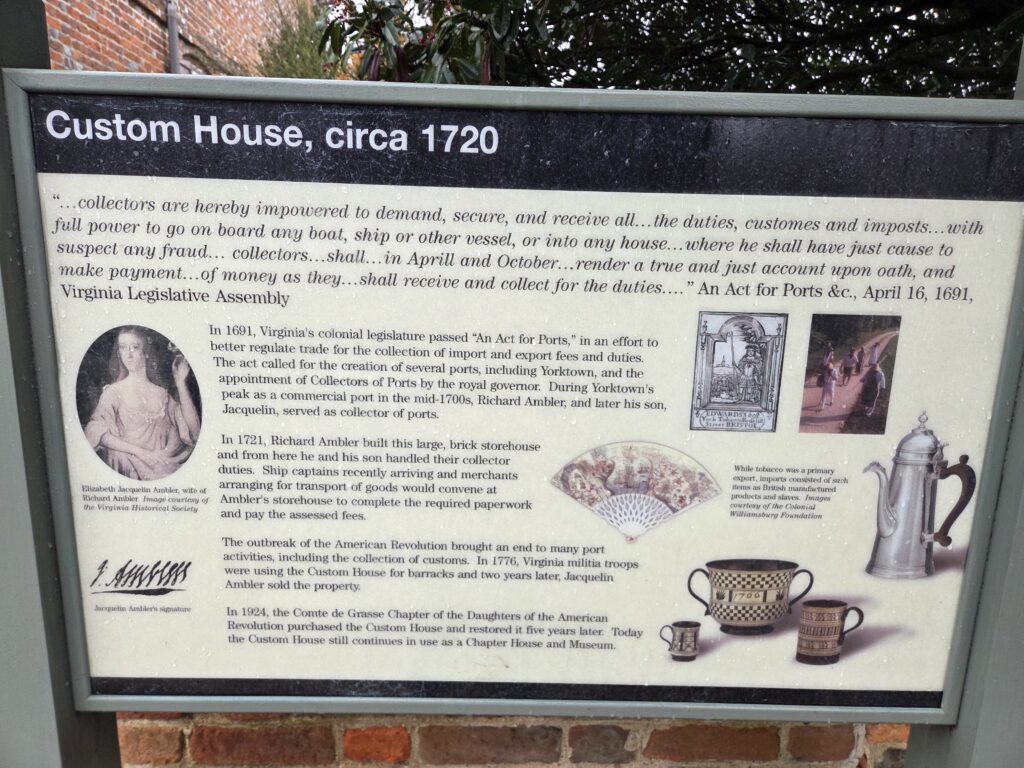 Custom House, circa 1720
“...collectors are hereby impowered to demand, secure, and receive all...the duties, customes and imposts...with
full power to go on board any boat, ship or other vessel, or into any house...where he shall have just cause to
suspect any fraud... collectors...shall...in Aprill and October...render a true and just account upon oath, and
make payment...of money as they...shall receive and collect for the duties....” An Act for Ports &c., April 16, 1691,
Virginia Legislative Assembly
In 1691, Virginia's colonial legislature passed “An Act for Ports,” in an effort to
better regulate trade for the collection of import and export fees and duties.
The act called for the creation of several ports, including Yorktown, and the
appointment of Collectors of Ports by the royal governor. During Yorktown's
peak as a commercial port in the mid-1700s, Richard Ambler, and later his son,
Jacquelin, served as collector of ports.
In 1721, Richard Ambler built this large, brick storehouse
and from here he and his son handled their collector
duties. Ship captains recently arriving and merchants
arranging for transport of goods would convene at
Ambler's storehouse to complete the required paperwork
and pay the assessed fees.
The outbreak of the American Revolution brought an end to many port
activities, including the collection of customs. In 1776, Virginia militia troops
were using the Custom House for barracks and two years later, Jacquelin
Ambler sold the property.
In 1924, the Comte de Grasse Chapter of the Daughters of the American
Revolution purchased the Custom House and restored it five years later. Today
the Custom House still continues in use as a Chapter House and Museum.
Elizabeth Jacquelin Ambler, wife of
Richard Ambler Image courtesy of
the Virginia Historical Society
J. Ambler
Jacquelin Ambler's signature
EDWARDS's
Street BRISTOL
While tobacco was a primary
export, imports consisted of such
items as British manufactured
products and slaves. Images
courtesy of the Colonial
Williamsburg Foundation
1706